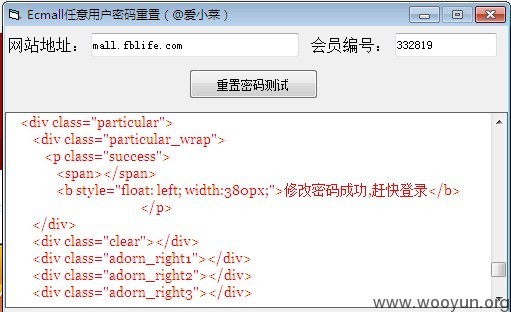 Ecmall任意用户密码重置（@爱小菜）
网站地址： mall.fblife.com 会员编号： 332819
重置密码测试
<div class="particular">
<div class="particular_wrap">
<p class="success">
<span></span>
<b style="float: left; width:380px;">修改密码成功,赶快登录</b>
</p>
</div>
<div class="clear"></div>
<div class="adorn_right1"></div>
<div class="adorn_right2"></div>
<div class="adorn_right3"></div>
www.wooyun.org